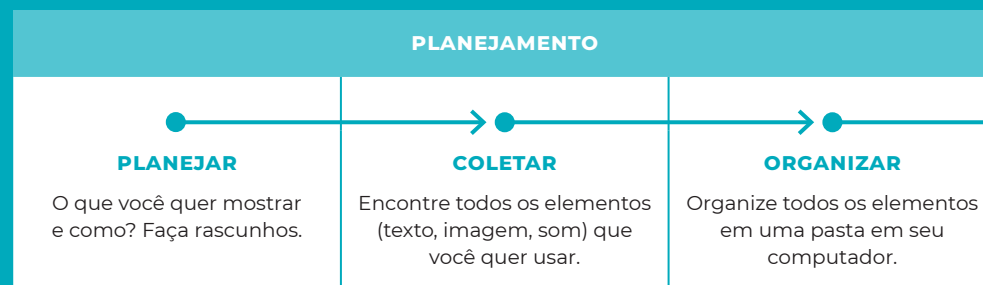 PLANEJAMENTO
PLANEJAR
O que você quer mostrar
e como? Faça rascunhos.
COLETAR
Encontre todos os elementos
(texto, imagem, som) que
você quer usar.
ORGANIZAR
Organize todos os elementos
em uma pasta em seu
computador.